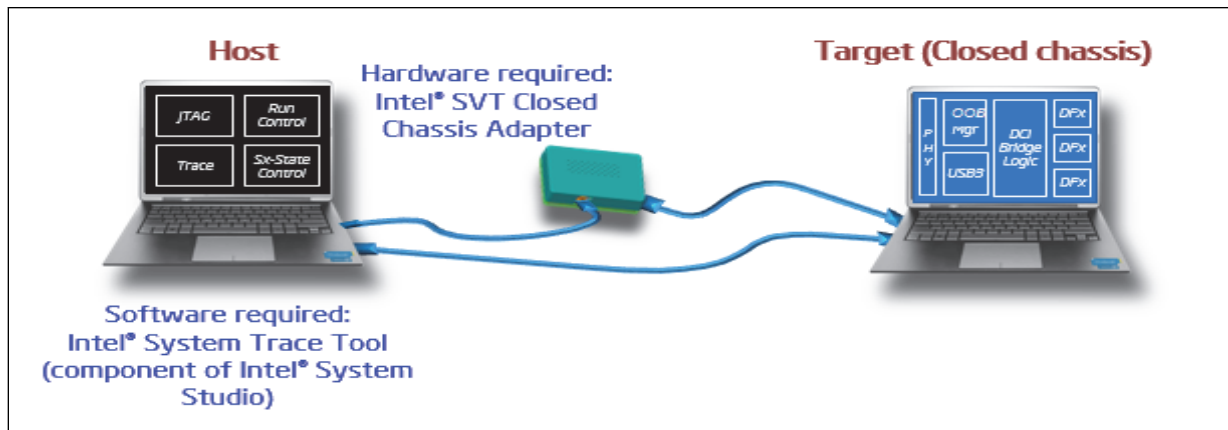 Host
Target (Closed chassis)
Hardware required:
Intel® SVT Closed
Chassis Adapter
JTAG
Run
Control
Trace
Sx-State
Control
PHY
OOB
Mgr
USB3
DCI
Bridge
Logic
DFx
DFx
DFx
Software required:
Intel® System Trace Tool
(component of Intel® System
Studio)